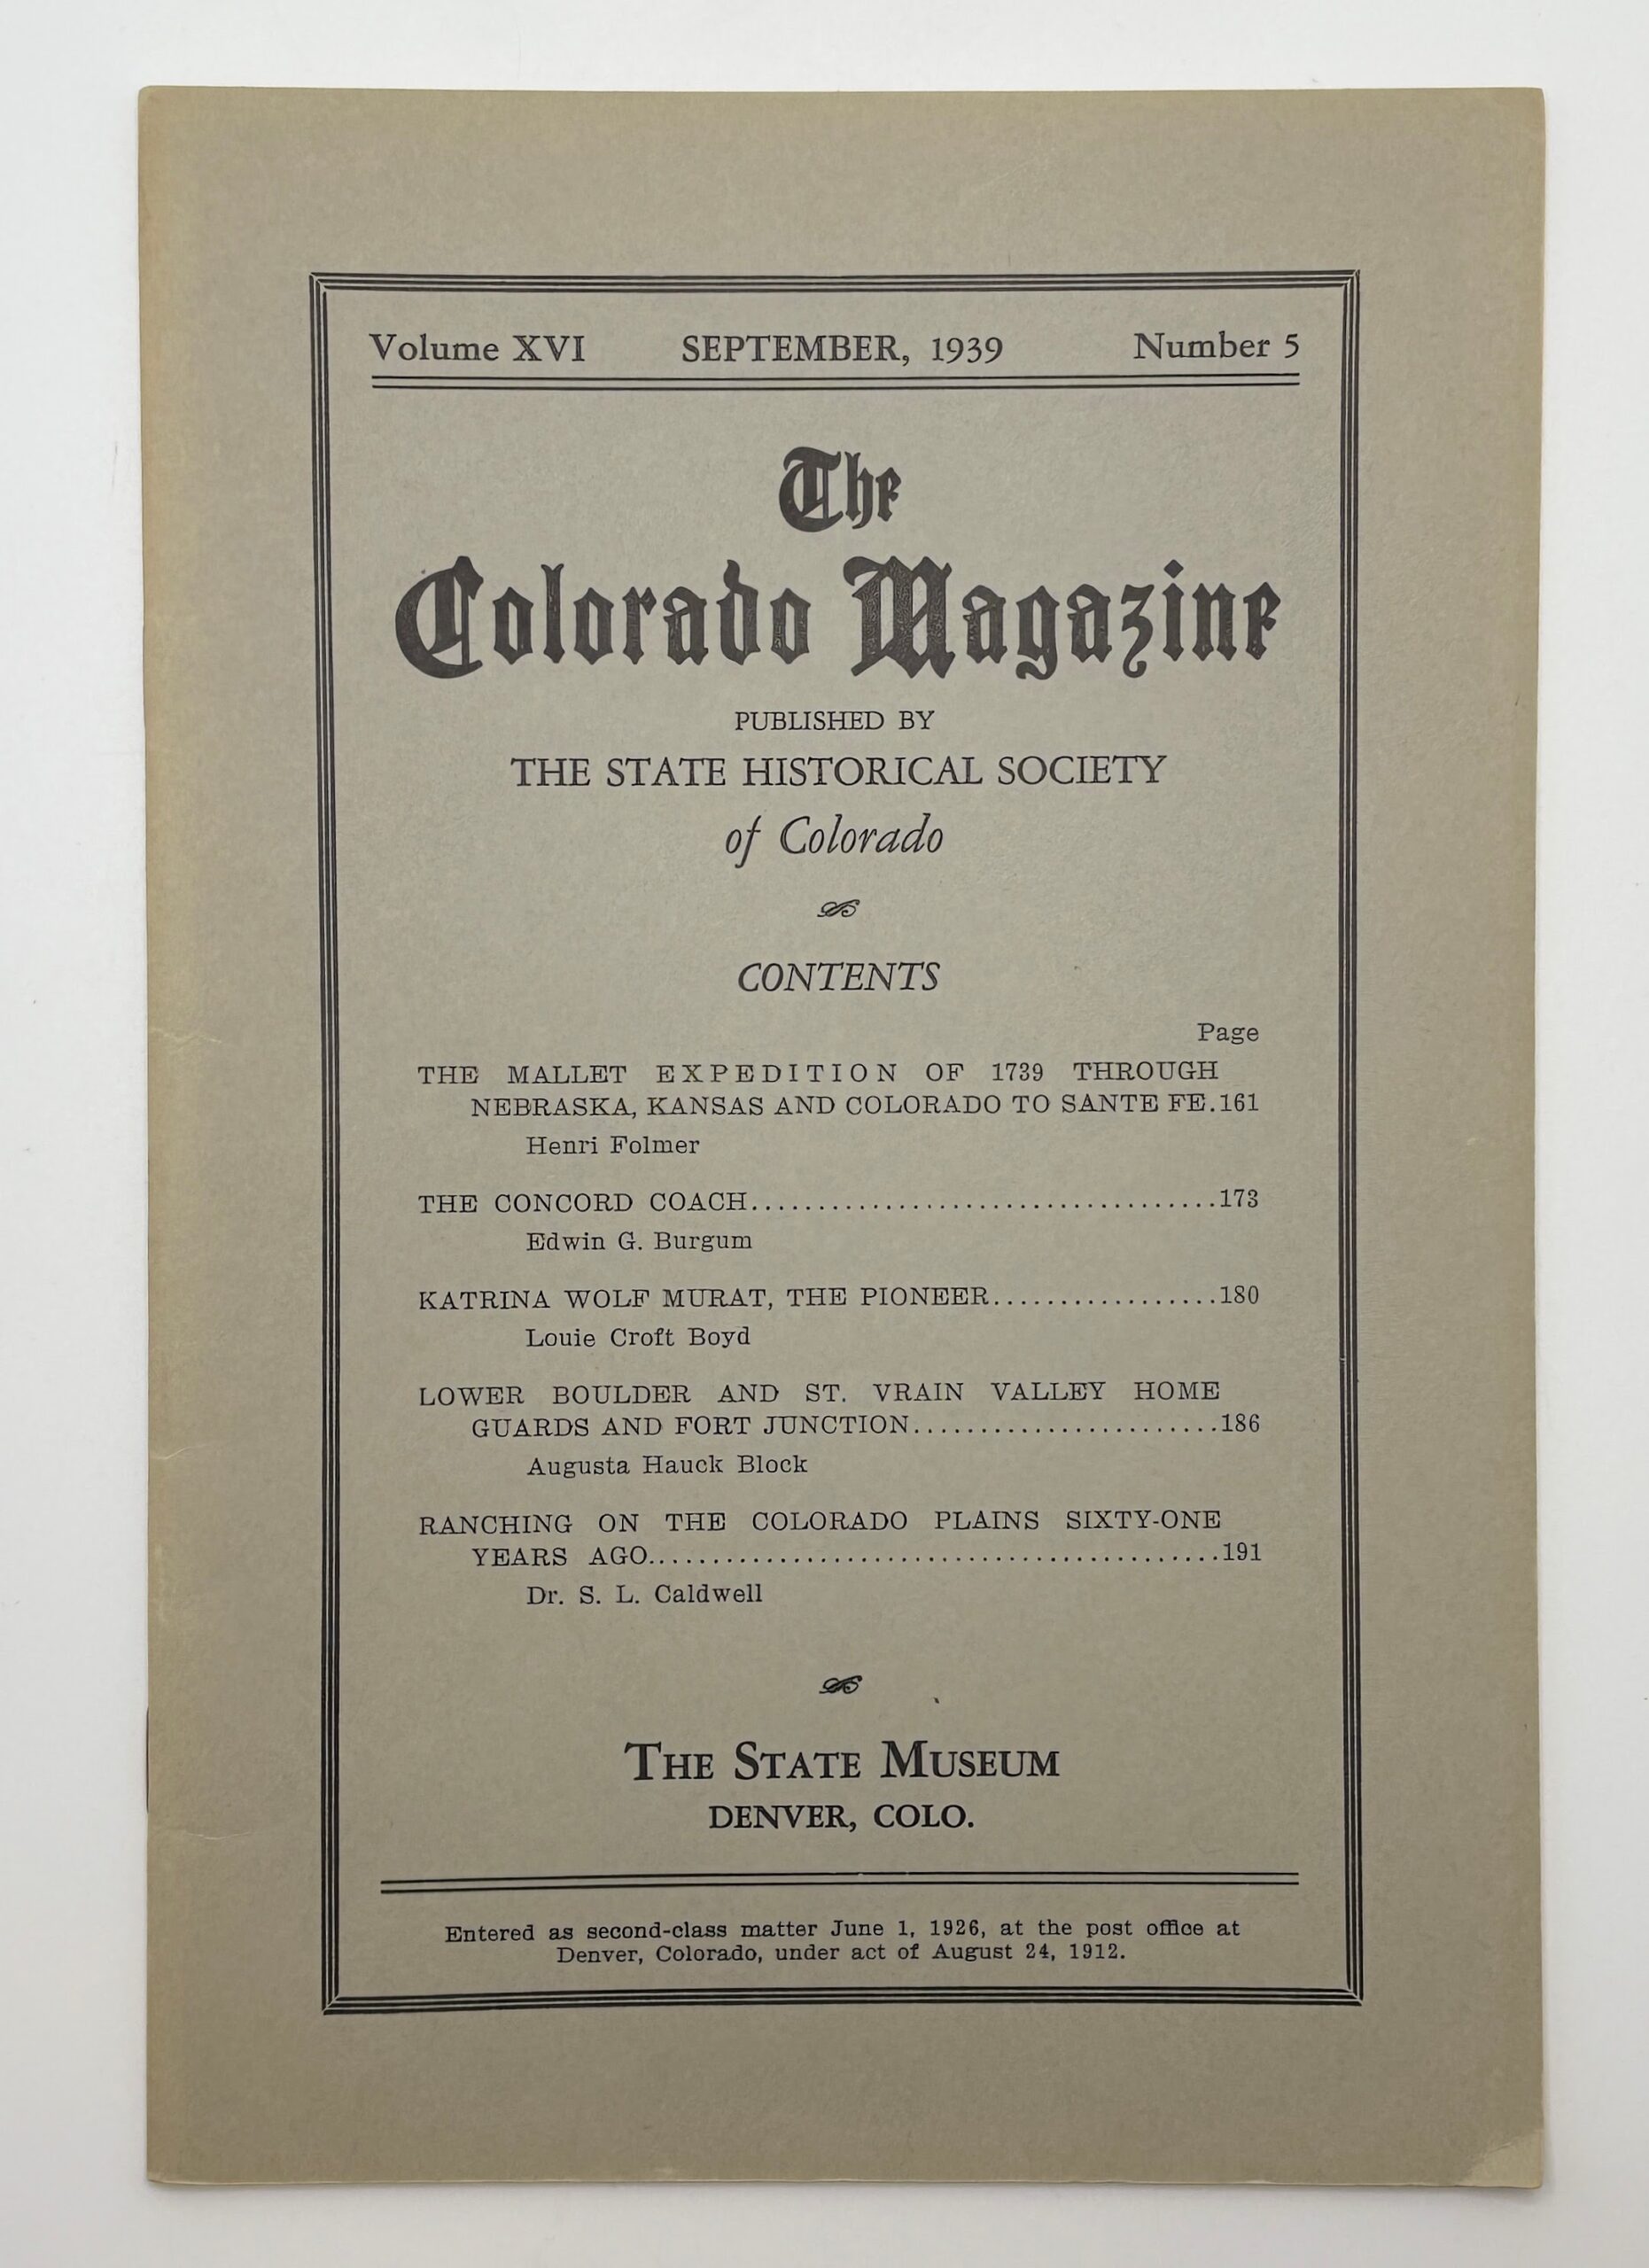 Volume XVI SEPTEMBER, 1939 Number 5
The
Colorado Magazine
PUBLISHED BY
THE STATE HISTORICAL SOCIETY
of Colorado
CONTENTS
Page
THE MALLET EXPEDITION OF 1739 THROUGH
NEBRASKA, KANSAS AND COLORADO TO SANTE FE.161
Henri Folmer
THE CONCORD COACH...................................173
Edwin G. Burgum
KATRINA WOLF MURAT, THE PIONEER.................180
Louie Croft Boyd
LOWER BOULDER AND ST. VRAIN VALLEY HOME
GUARDS AND FORT JUNCTION.......................186
Augusta Hauck Block
RANCHING ON THE COLORADO PLAINS SIXTY-ONE
YEARS AGO...........................................191
Dr. S. L. Caldwell
THE STATE MUSEUM
DENVER, COLO.
Entered as second-class matter June 1, 1926, at the post office at
Denver, Colorado, under act of August 24, 1912.